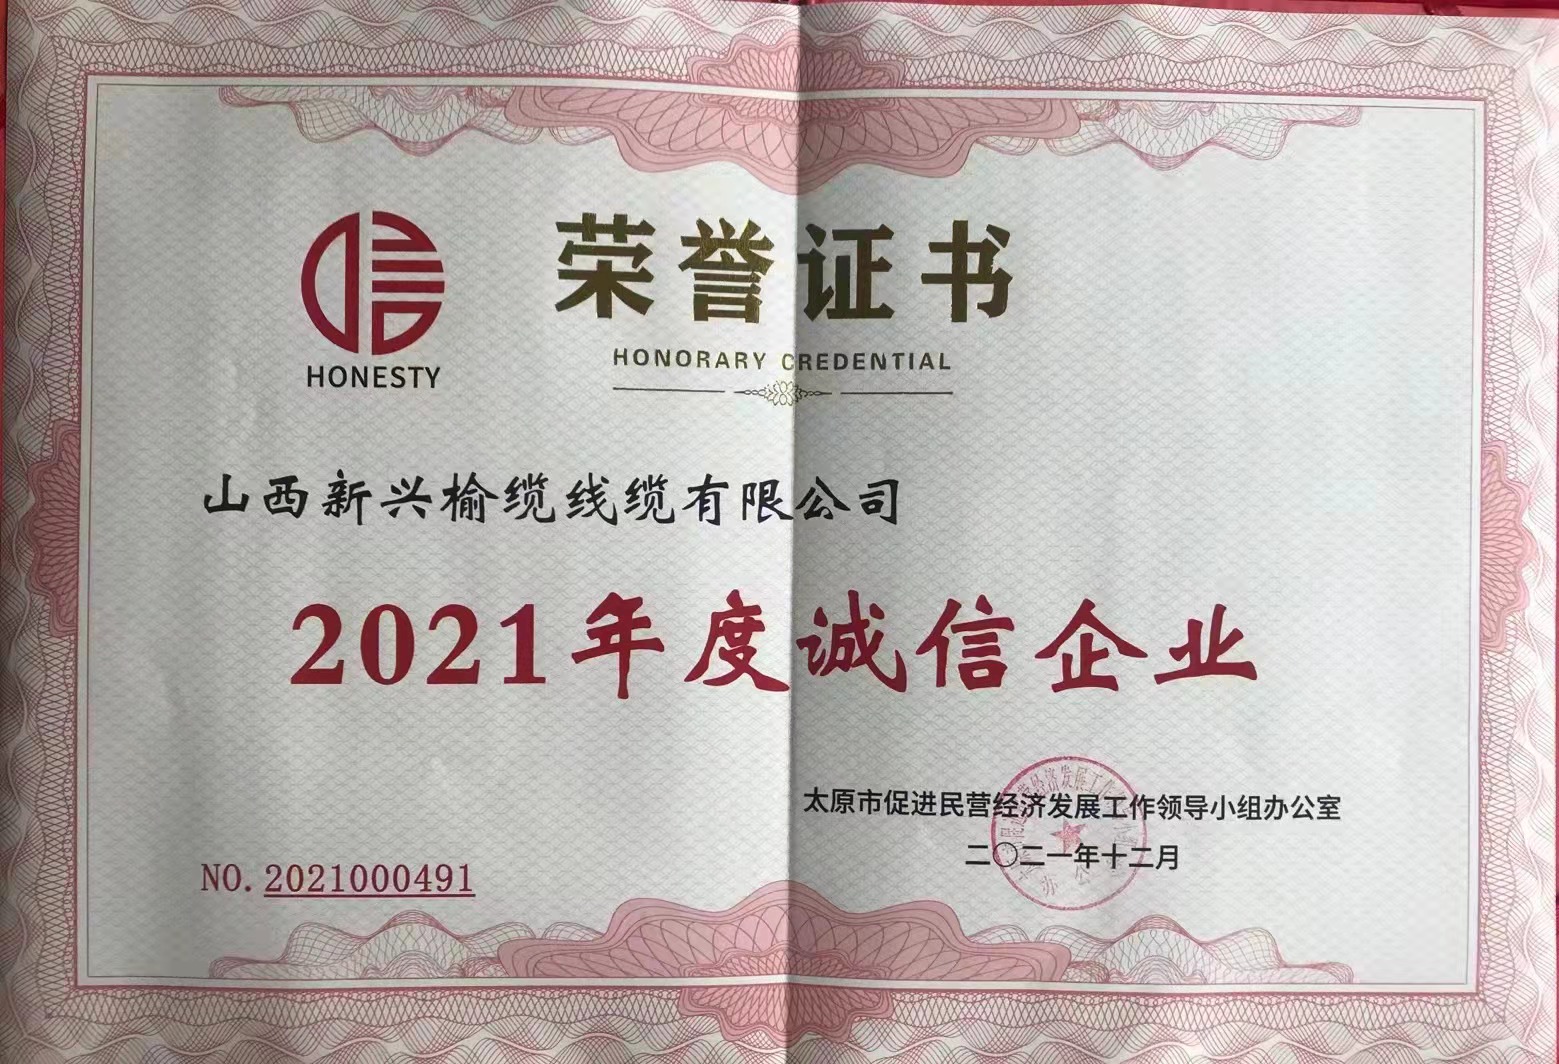 信
荣誉证书
HONESTY
HONORARY CREDENTIAL
山西新兴榆缆线缆有限公司
2021年度诚信企业
太原市促进民营经济发展工作领导小组办公室
二〇二一年十二月
NO. 2021000491